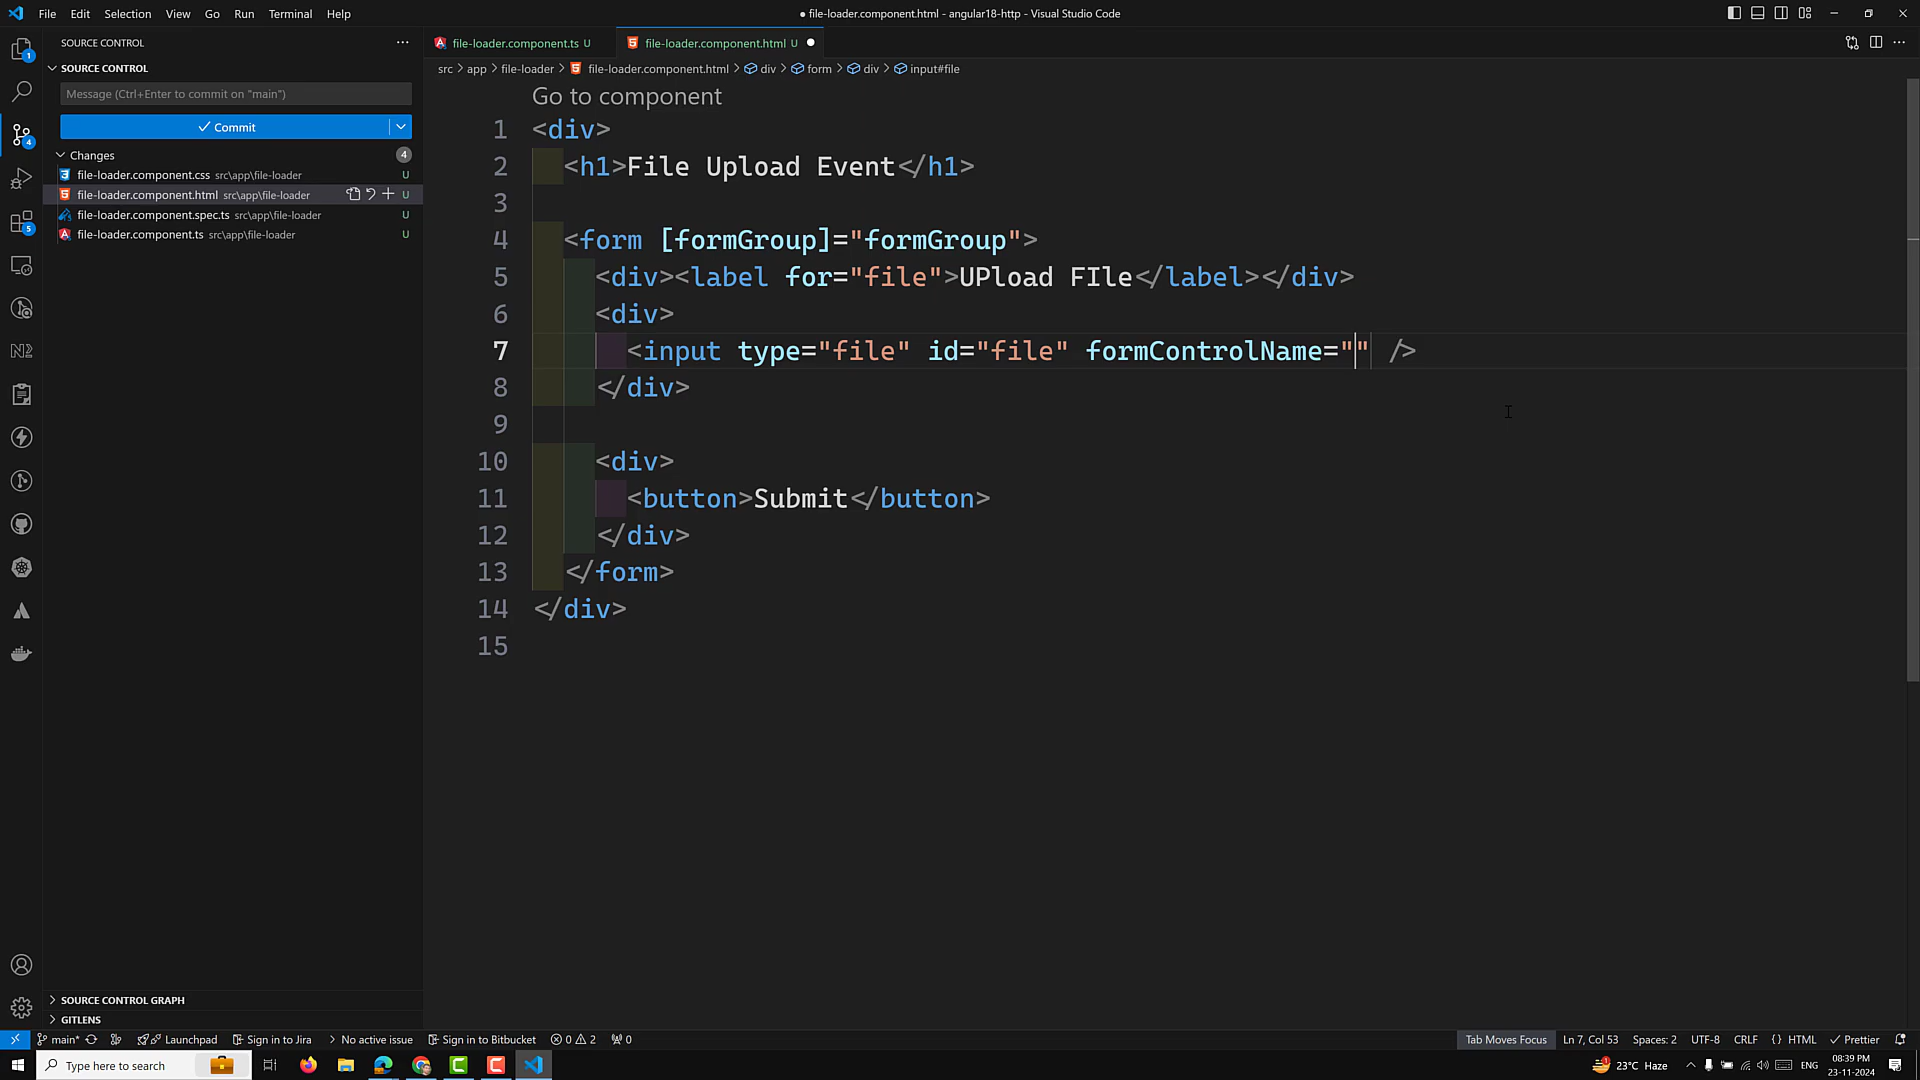 File Edit Selection View Go Run Terminal Help
● file-loader.component.html - angular18-http - Visual Studio Code
SOURCE CONTROL
file-loader.component.ts U
file-loader.component.html U
SOURCE CONTROL
src > app > file-loader > file-loader.component.html > div > form > div > input#file
Message (Ctrl+Enter to commit on "main")
Commit
Changes 4
file-loader.component.css src\app\file-loader U
file-loader.component.html src\app\file-loader U
file-loader.component.spec.ts src\app\file-loader U
file-loader.component.ts src\app\file-loader U
Go to component
1 <div>
2 <h1>File Upload Event</h1>
3
4 <form [formGroup]="formGroup">
5 <div><label for="file">UPload FIle</label></div>
6 <div>
7 <input type="file" id="file" formControlName="" />
8 </div>
9
10 <div>
11 <button>Submit</button>
12 </div>
13 </form>
14 </div>
15
1
4
5
SOURCE CONTROL GRAPH
GITLENS
main* Launchpad Sign in to Jira No active issue Sign in to Bitbucket 0 2 0
Tab Moves Focus Ln 7, Col 53 Spaces: 2 UTF-8 CRLF {} HTML Prettier
Type here to search
23°C Haze
ENG
08:39 PM
23-11-2024